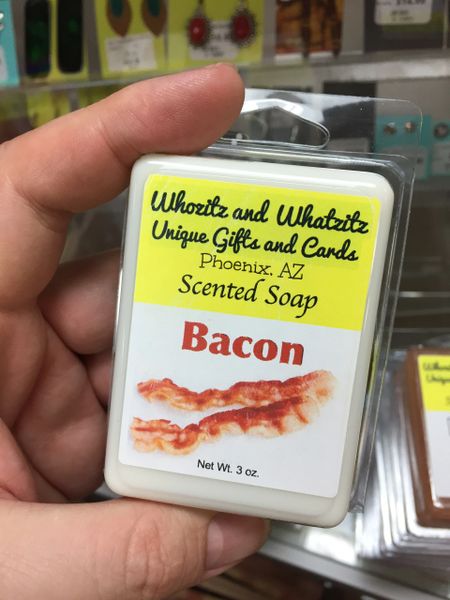 Whozitz and Whatzitz
Unique Gifts and Cards
Phoenix, AZ
Scented Soap
Bacon
Net Wt. 3 oz.